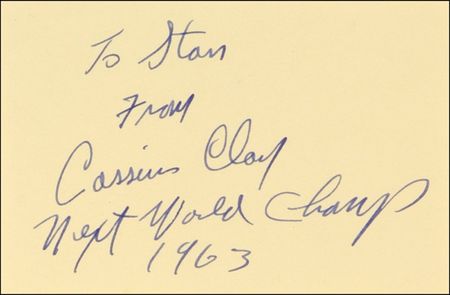 To Stan
From
Cassius Clay
Next World Champ
1963